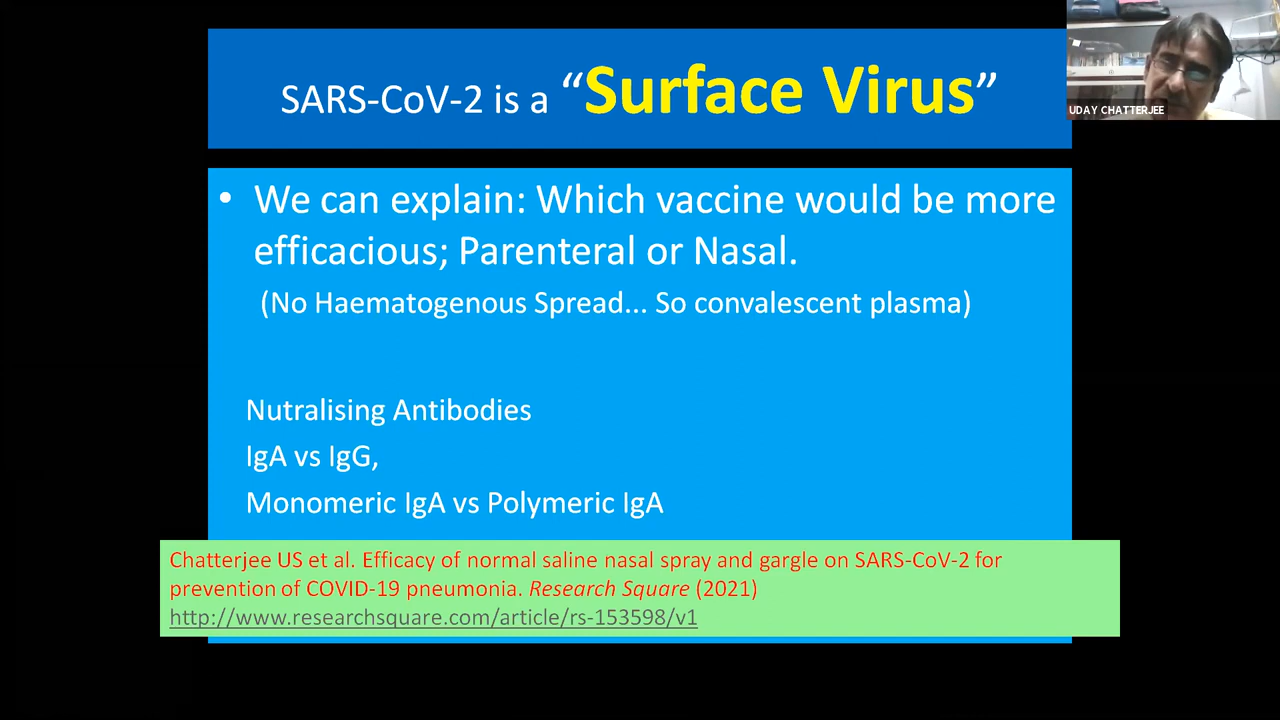 SARS-CoV-2 is a “Surface Virus”
UDAY CHATTERJEE
• We can explain: Which vaccine would be more
efficacious; Parenteral or Nasal.
(No Haematogenous Spread... So convalescent plasma)
Nutralising Antibodies
IgA vs IgG,
Monomeric IgA vs Polymeric IgA
Chatterjee US et al. Efficacy of normal saline nasal spray and gargle on SARS-CoV-2 for
prevention of COVID-19 pneumonia. Research Square (2021)
http://www.researchsquare.com/article/rs-153598/v1